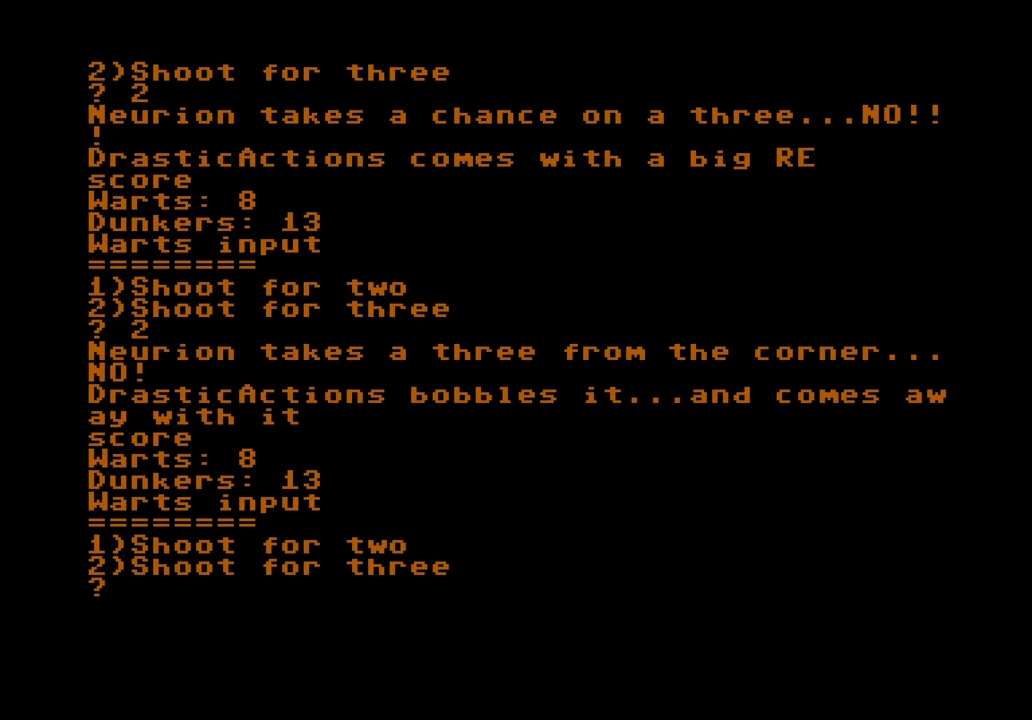 2)Shoot for three
? 2
Neurion takes a chance on a three...NO!!
!
DrasticActions comes with a big RE
score
Warts: 8
Dunkers: 13
Warts input
========
1)Shoot for two
2)Shoot for three
? 2
Neurion takes a three from the corner...
NO!
DrasticActions bobbles it...and comes aw
ay with it
score
Warts: 8
Dunkers: 13
Warts input
========
1)Shoot for two
2)Shoot for three
?